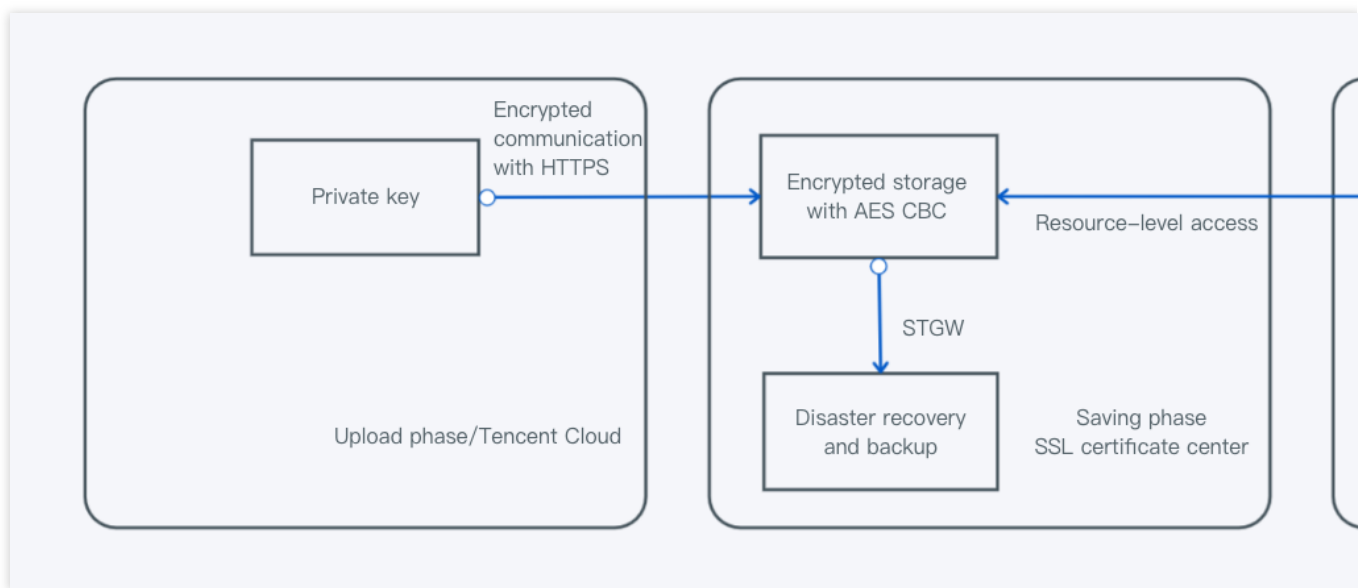 Encrypted
communication
with HTTPS
Private key
Upload phase/Tencent Cloud
Encrypted storage
with AES CBC
Resource-level access
STGW
Disaster recovery
and backup
Saving phase
SSL certificate center